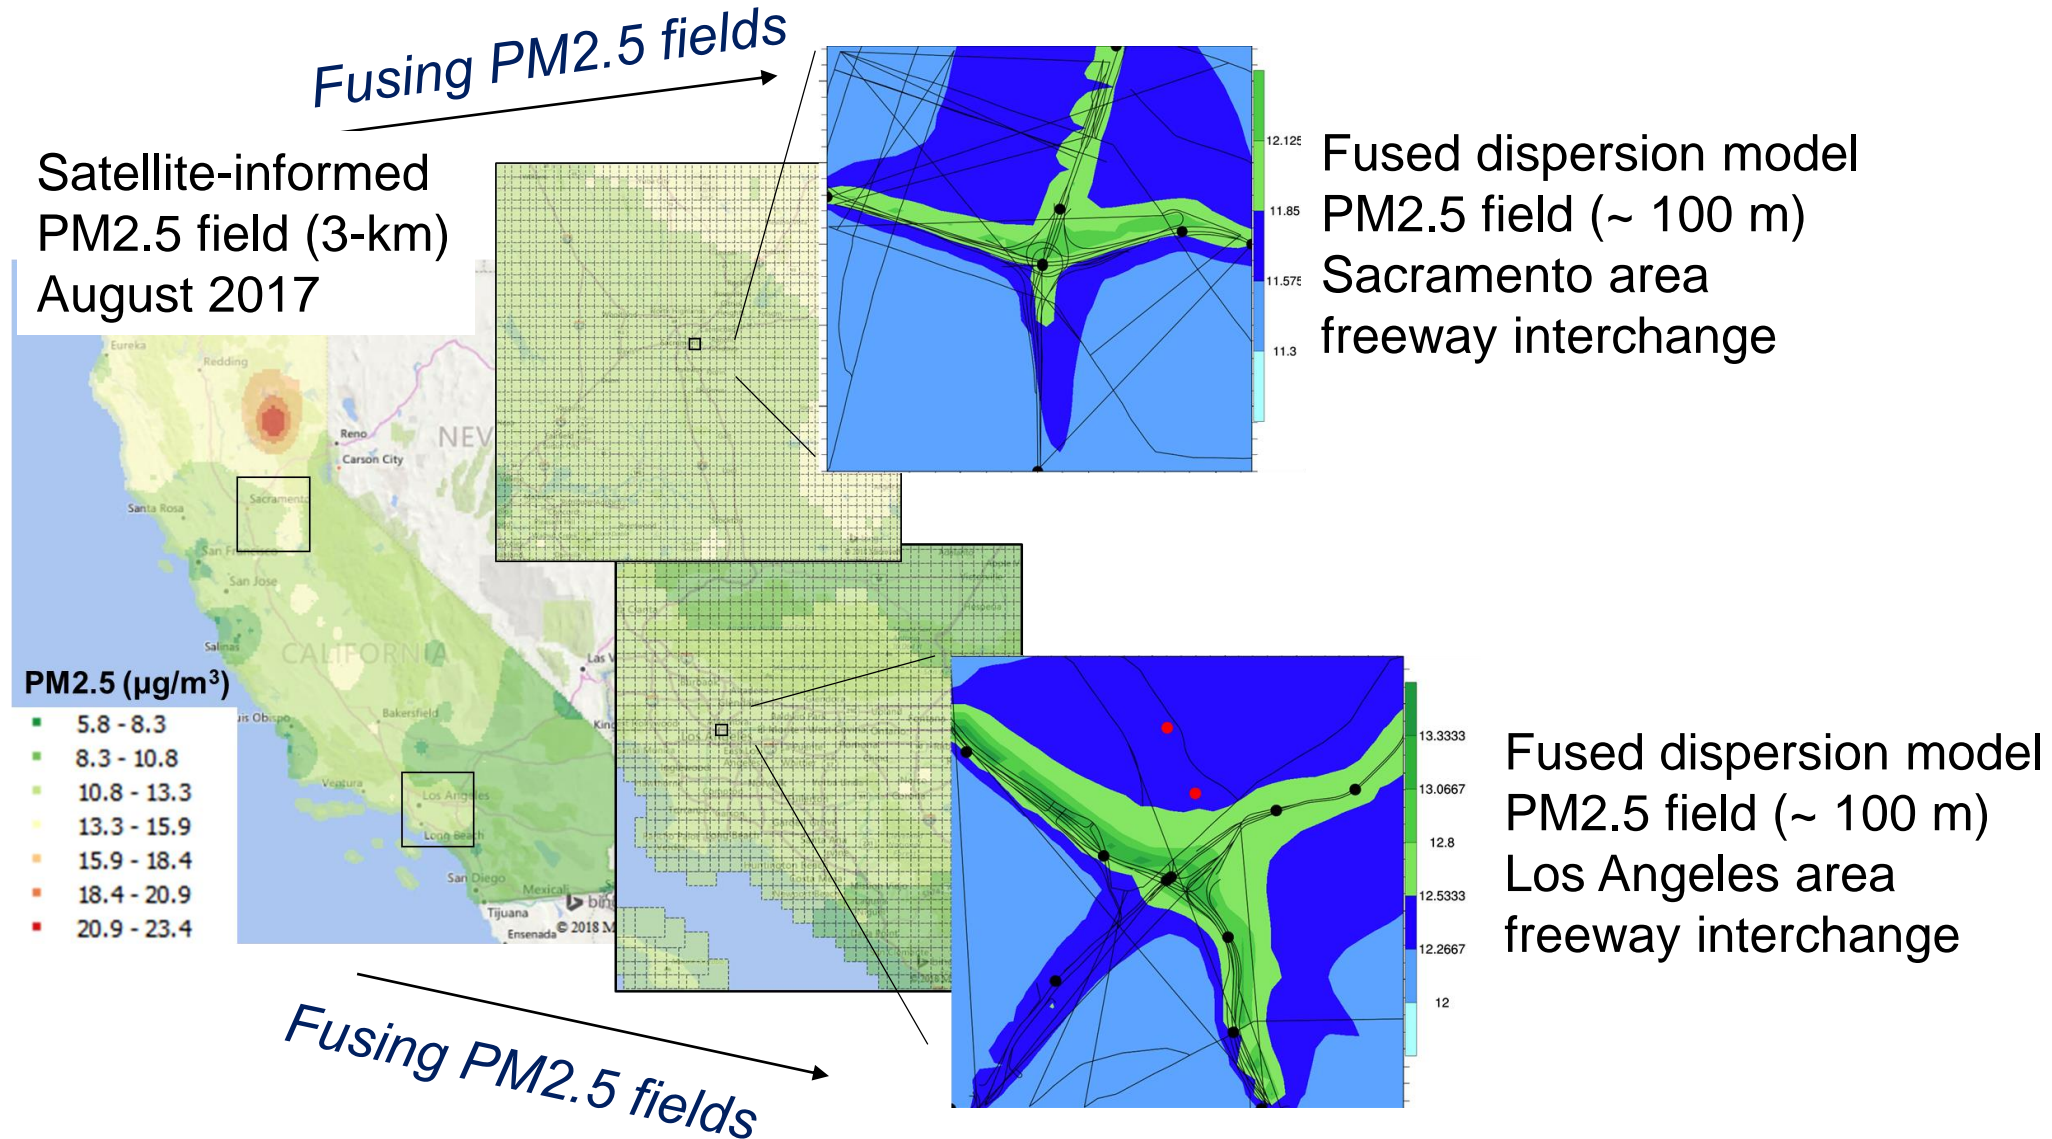 Fusing PM2.5 fields
Satellite-informed
PM2.5 field (3-km)
August 2017
Fused dispersion model
PM2.5 field (~ 100 m)
Sacramento area
freeway interchange
12.125
11.85
11.575
11.3
Eureka
Redding
Reno
Carson City
NEV
Sacramento
Santa Rosa
San Francisco
San Jose
Salinas
CALIFORNIA
Las V
PM2.5 (µg/m³)
5.8 - 8.3
8.3 - 10.8
10.8 - 13.3
13.3 - 15.9
15.9 - 18.4
18.4 - 20.9
20.9 - 23.4
uis Obispo
Bakersfield
King
Ventura
Los Angeles
Long Beach
San Diego
Mexicali
Tijuana
Ensenada
bing
© 2018 M
Los Angeles
13.3333
13.0667
12.8
12.5333
12.2667
12
Fused dispersion model
PM2.5 field (~ 100 m)
Los Angeles area
freeway interchange
Fusing PM2.5 fields